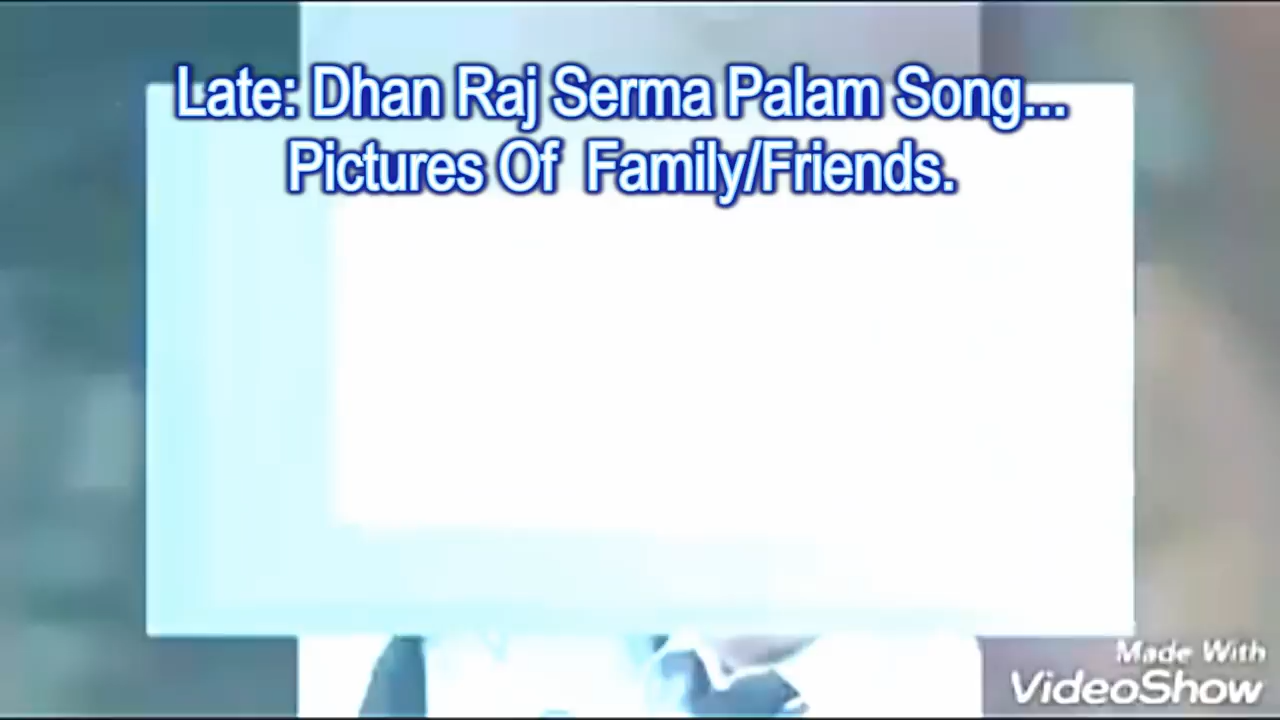 Late: Dhan Raj Serma Palam Song...
Pictures Of Family/Friends.
Made With
VideoShow